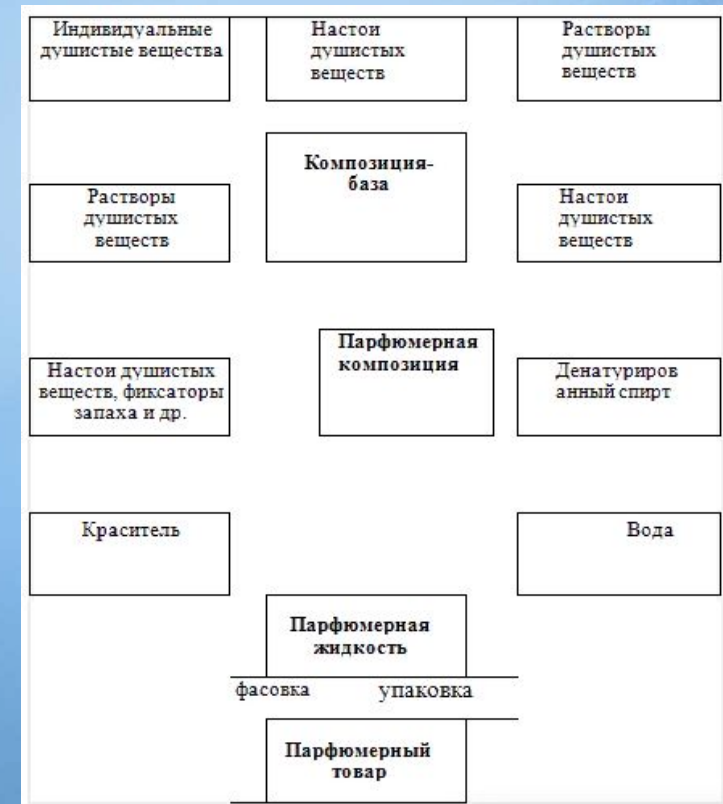 Индивидуальные
душистые вещества
Настои
душистых
веществ
Растворы
душистых
веществ
Композиция-
база
Растворы
душистых
веществ
Настои
душистых
веществ
Парфюмерная
композиция
Настои душистых
веществ, фиксаторы
запаха и др.
Денатуриров
анный спирт
Краситель
Вода
Парфюмерная
жидкость
фасовка упаковка
Парфюмерный
товар